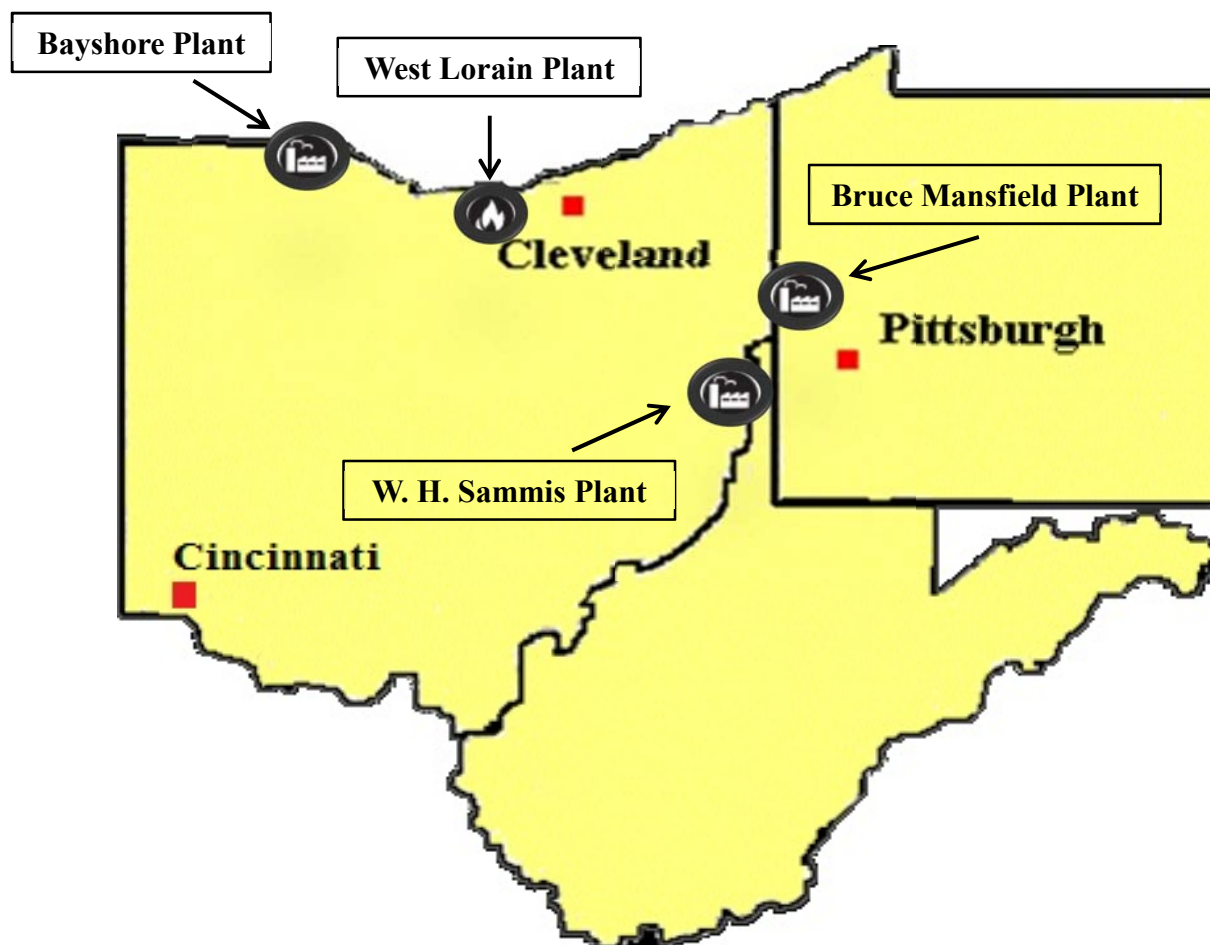 Bayshore Plant
West Lorain Plant
Bruce Mansfield Plant
Cleveland
Pittsburgh
W. H. Sammis Plant
Cincinnati